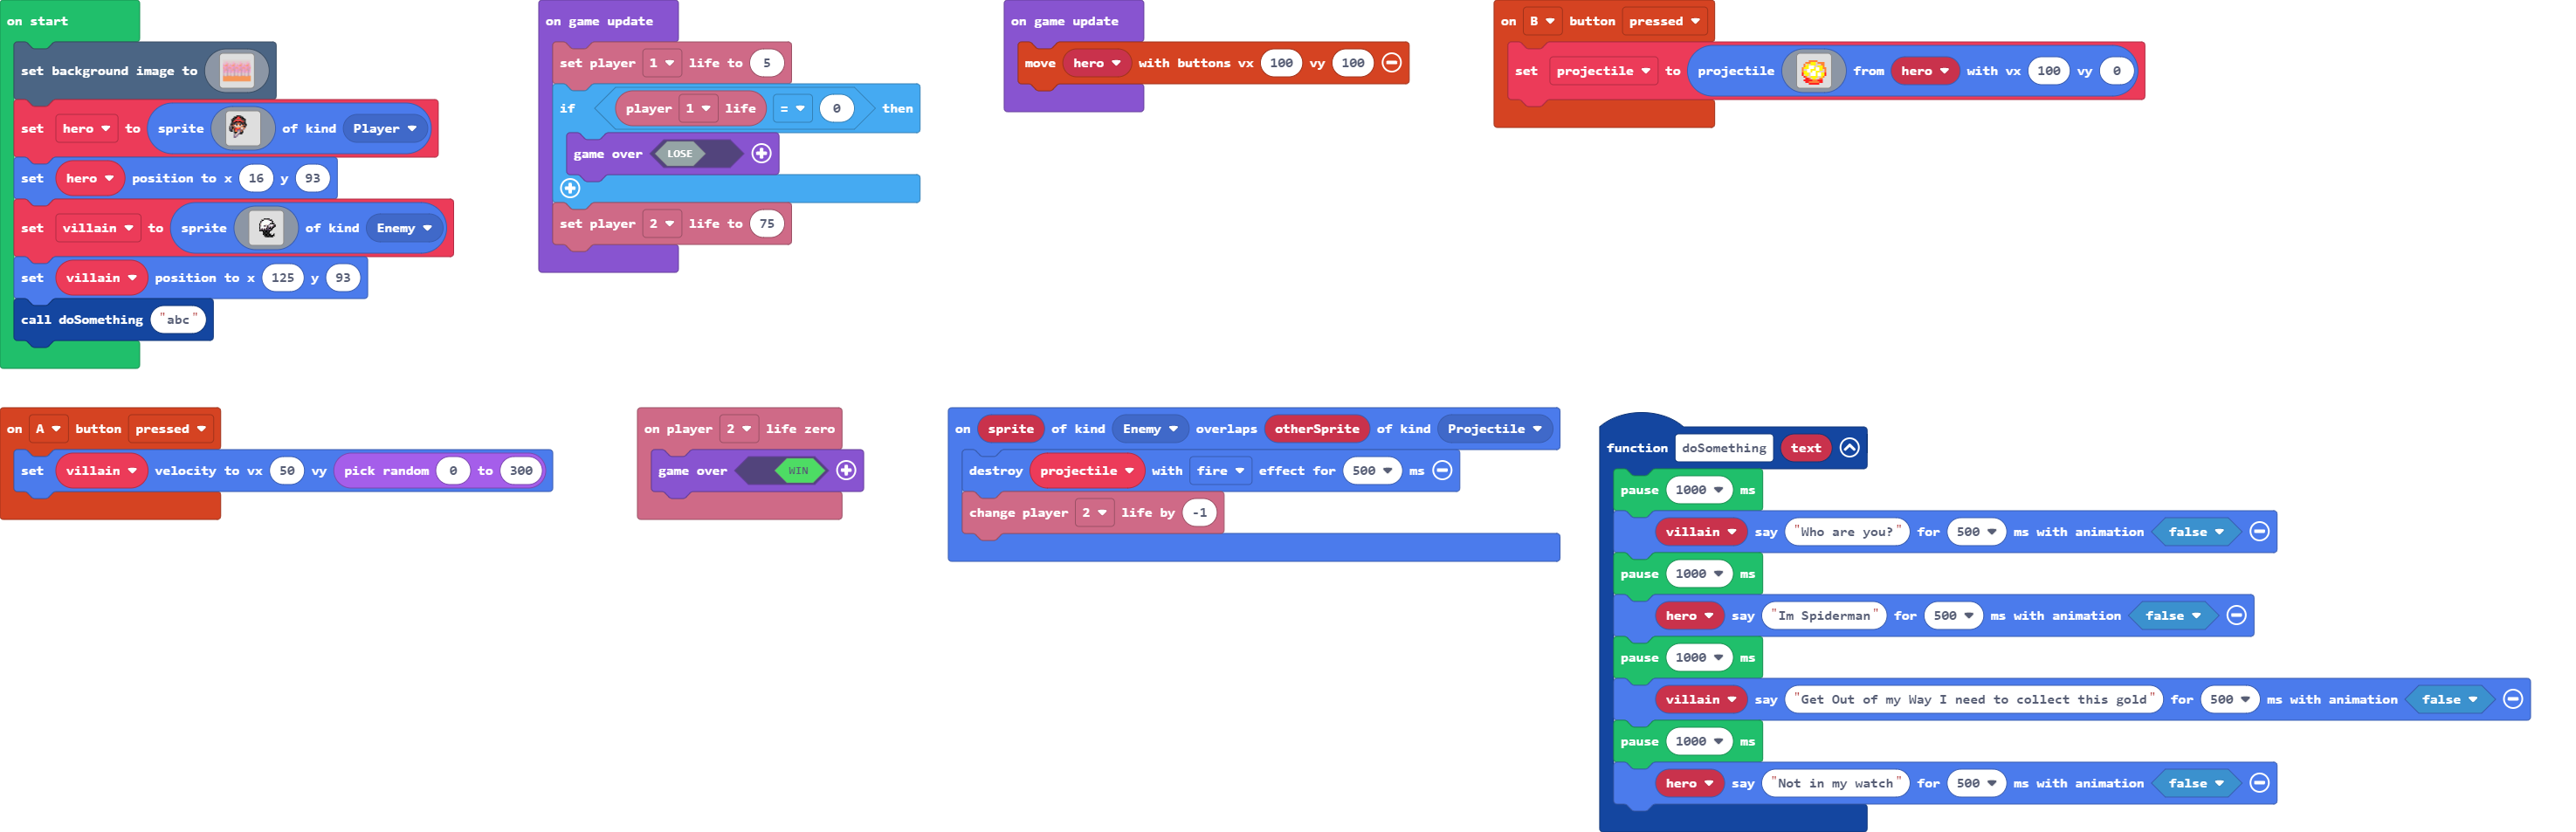 on start
set background image to
set hero to sprite of kind Player
set hero position to x 16 y 93
set villain to sprite of kind Enemy
set villain position to x 125 y 93
call doSomething "abc"
on game update
set player 1 life to 5
if player 1 life = 0 then
game over LOSE
set player 2 life to 75
on game update
move hero with buttons vx 100 vy 100
on B button pressed
set projectile to projectile from hero with vx 100 vy 0
on A button pressed
set villain velocity to vx 50 vy pick random 0 to 300
on player 2 life zero
game over WIN
on sprite of kind Enemy overlaps otherSprite of kind Projectile
destroy projectile with fire effect for 500 ms
change player 2 life by -1
function doSomething text
pause 1000 ms
villain say "Who are you?" for 500 ms with animation false
pause 1000 ms
hero say "Im Spiderman" for 500 ms with animation false
pause 1000 ms
villain say "Get Out of my Way I need to collect this gold" for 500 ms with animation false
pause 1000 ms
hero say "Not in my watch" for 500 ms with animation false